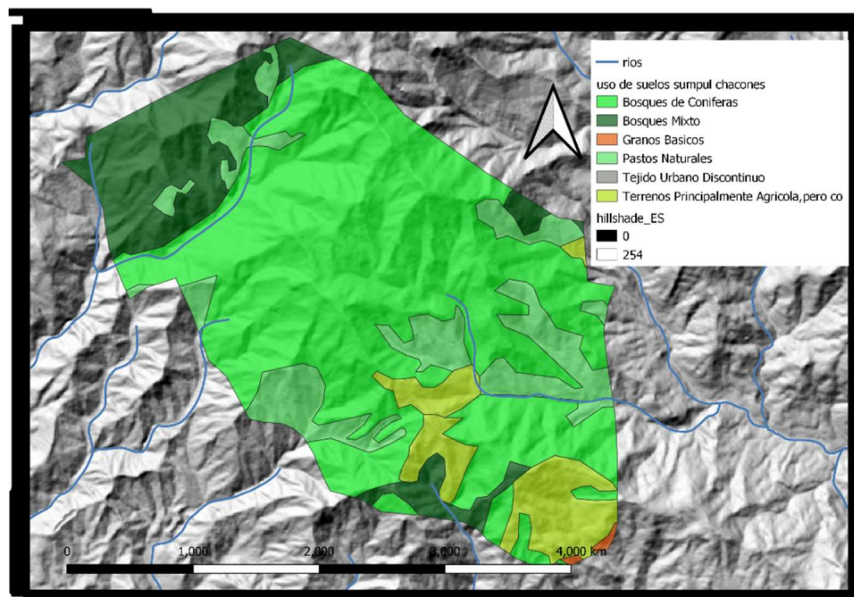 rios
uso de suelos sumpul chacones
Bosques de Coniferas
Bosques Mixto
Granos Basicos
Pastos Naturales
Tejido Urbano Discontinuo
Terrenos Principalmente Agricola,pero co
hillshade_ES
0
254
0 1,000 2,000 3,000 4,000 km